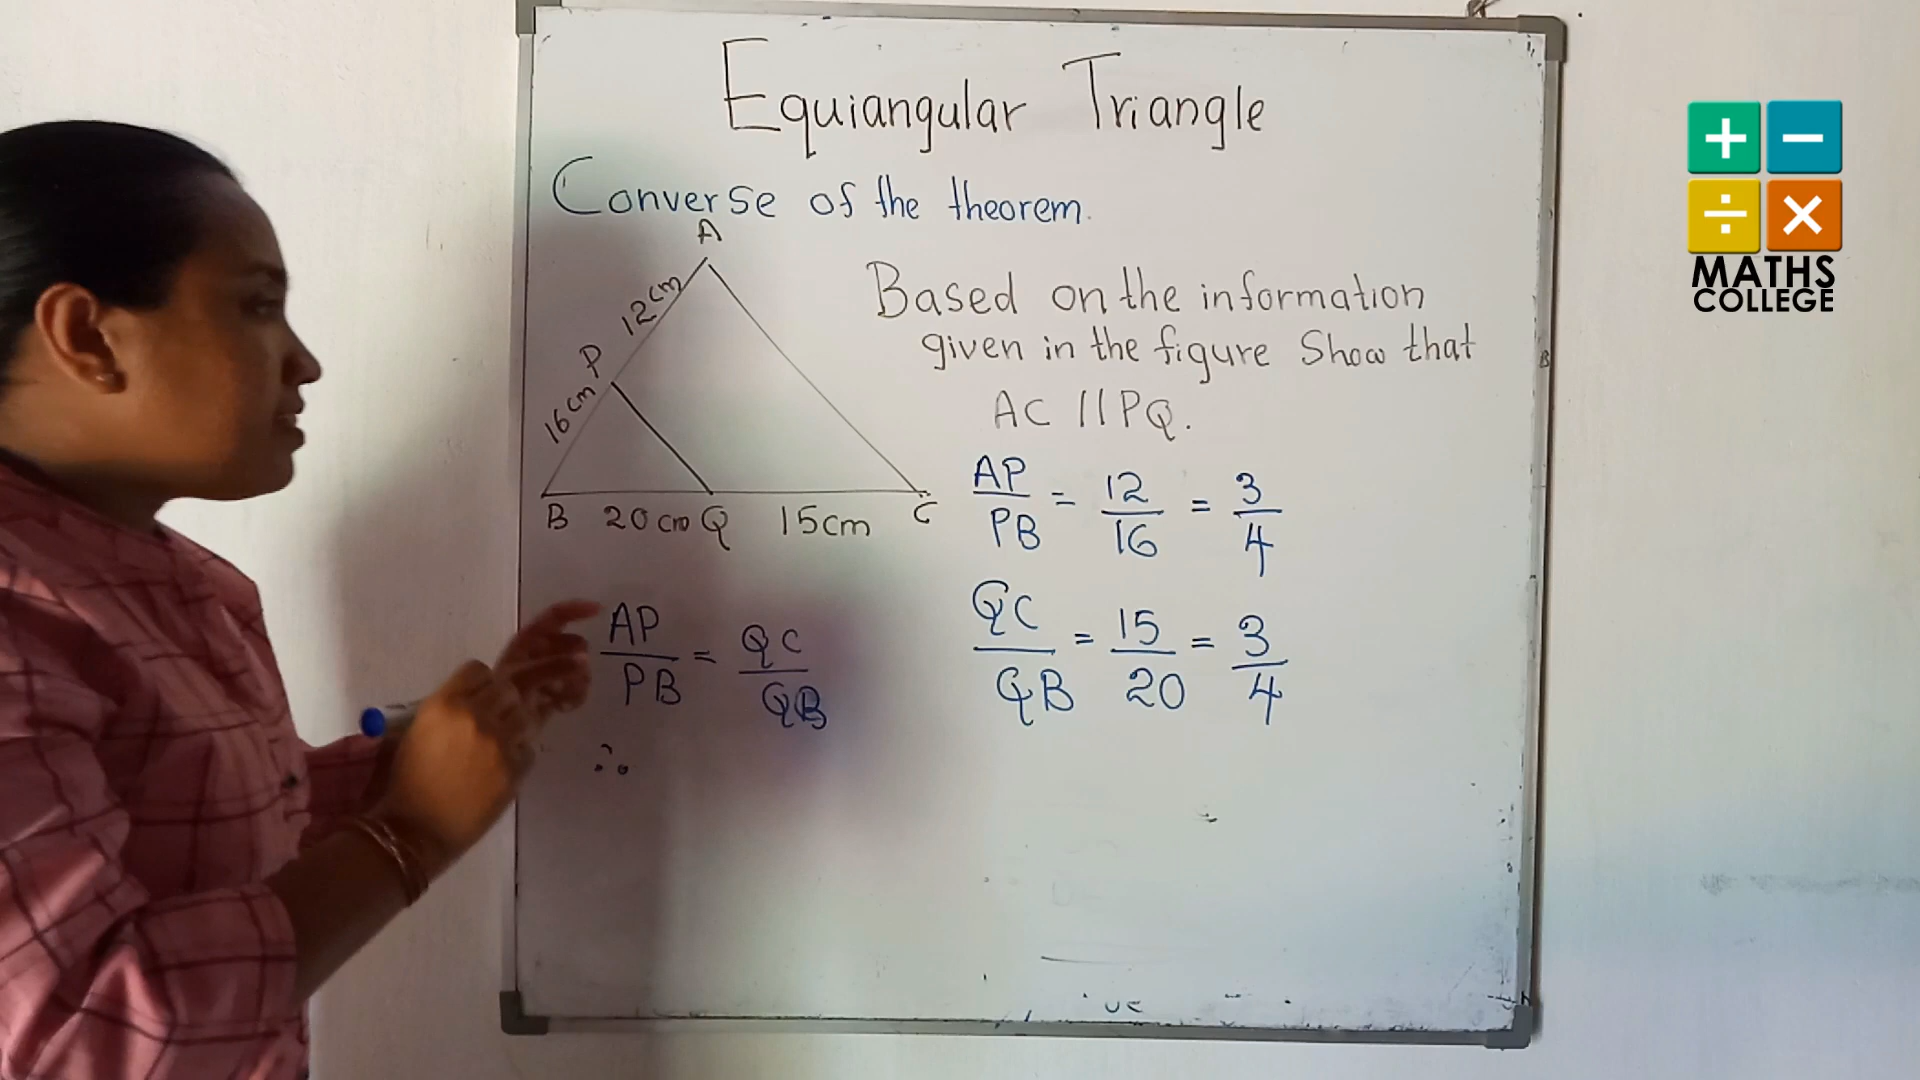 Equiangular Triangle
Converse of the theorem.
A
12cm
P
16cm
B 20cm Q 15cm C
Based on the information
given in the figure Show that
AC // PQ.
AP/PB = 12/16 = 3/4
QC/QB = 15/20 = 3/4
AP/PB = QC/QB
∴
+ −
÷ ×
MATHS
COLLEGE